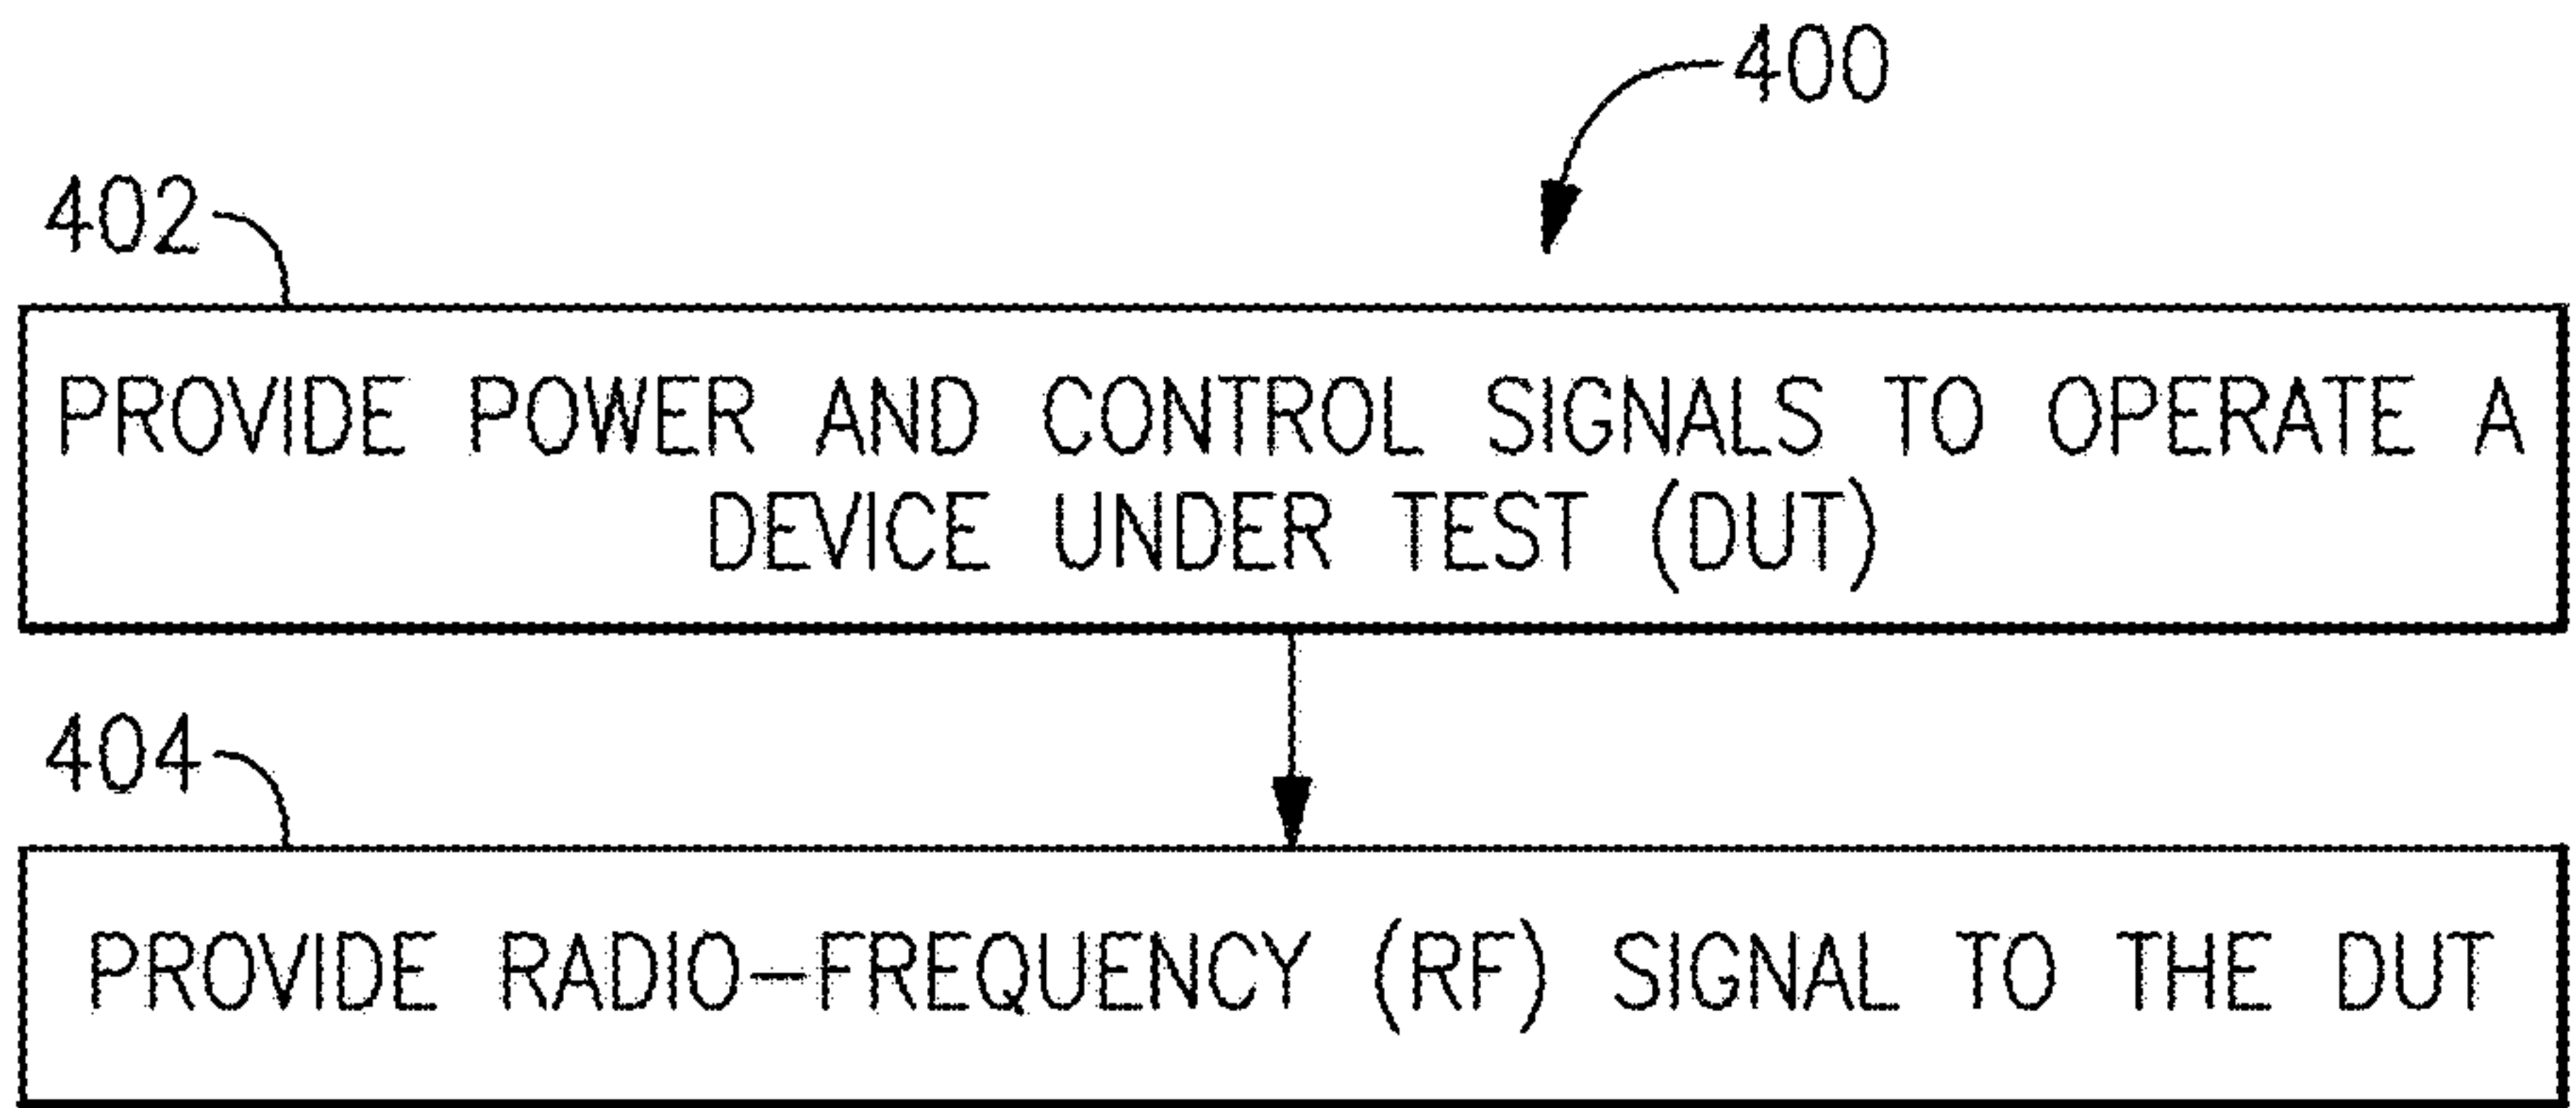 400
402
PROVIDE POWER AND CONTROL SIGNALS TO OPERATE A
DEVICE UNDER TEST (DUT)
404
PROVIDE RADIO-FREQUENCY (RF) SIGNAL TO THE DUT